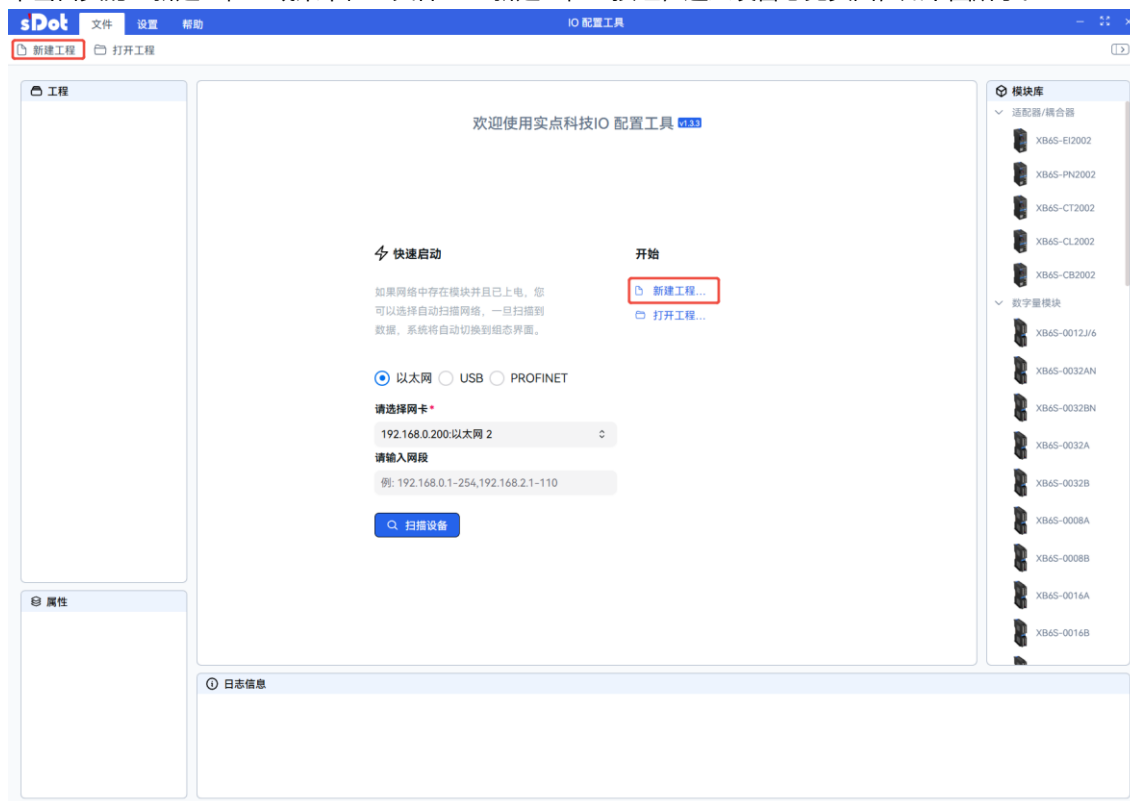 sDot 文件 设置 帮助 IO 配置工具
新建工程 打开工程
工程
欢迎使用实点科技IO 配置工具 v1.3.3
快速启动
如果网络中存在模块并且已上电，您
可以选择自动扫描网络，一旦扫描到
数据，系统将自动切换到组态界面。
开始
新建工程...
打开工程...
以太网 USB PROFINET
请选择网卡*
192.168.0.200:以太网 2
请输入网段
例: 192.168.0.1-254,192.168.2.1-110
扫描设备
模块库
适配器/耦合器
XB6S-EI2002
XB6S-PN2002
XB6S-CT2002
XB6S-CL2002
XB6S-CB2002
数字量模块
XB6S-0012J/6
XB6S-0032AN
XB6S-0032BN
XB6S-0032A
XB6S-0032B
XB6S-0008A
XB6S-0008B
XB6S-0016A
XB6S-0016B
属性
日志信息